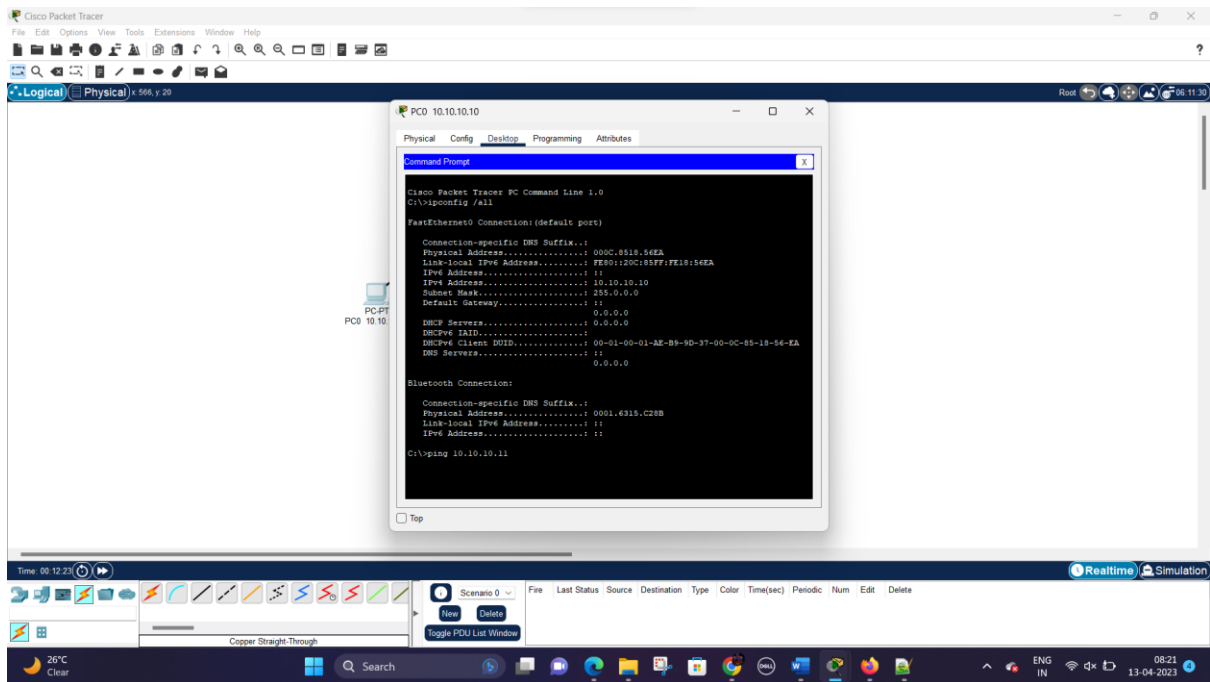 Cisco Packet Tracer
File Edit Options View Tools Extensions Window Help
?
Logical Physical x: 566, y: 20
Root 06:11:30
PC0 10.10.10.10
Physical Config Desktop Programming Attributes
Command Prompt
X
Cisco Packet Tracer PC Command Line 1.0
C:\>ipconfig /all
FastEthernet0 Connection:(default port)
Connection-specific DNS Suffix..:
Physical Address................: 000C.8518.56EA
Link-local IPv6 Address.........: FE80::20C:85FF:FE18:56EA
IPv6 Address....................: ::
IPv4 Address....................: 10.10.10.10
Subnet Mask.....................: 255.0.0.0
Default Gateway.................: ::
0.0.0.0
DHCP Servers....................: 0.0.0.0
DHCPv6 IAID.....................:
DHCPv6 Client DUID..............: 00-01-00-01-AE-B9-9D-37-00-0C-85-18-56-EA
DNS Servers.....................: ::
0.0.0.0
Bluetooth Connection:
Connection-specific DNS Suffix..:
Physical Address................: 0001.6315.C28B
Link-local IPv6 Address.........: ::
IPv6 Address....................: ::
C:\>ping 10.10.10.11
PC-PT
PC0 10.10.
Top
Time: 00:12:23
Realtime Simulation
Scenario 0
New Delete
Toggle PDU List Window
Fire Last Status Source Destination Type Color Time(sec) Periodic Num Edit Delete
Copper Straight-Through
26°C
Clear
Search
DELL
ENG
IN
08:21
13-04-2023
4